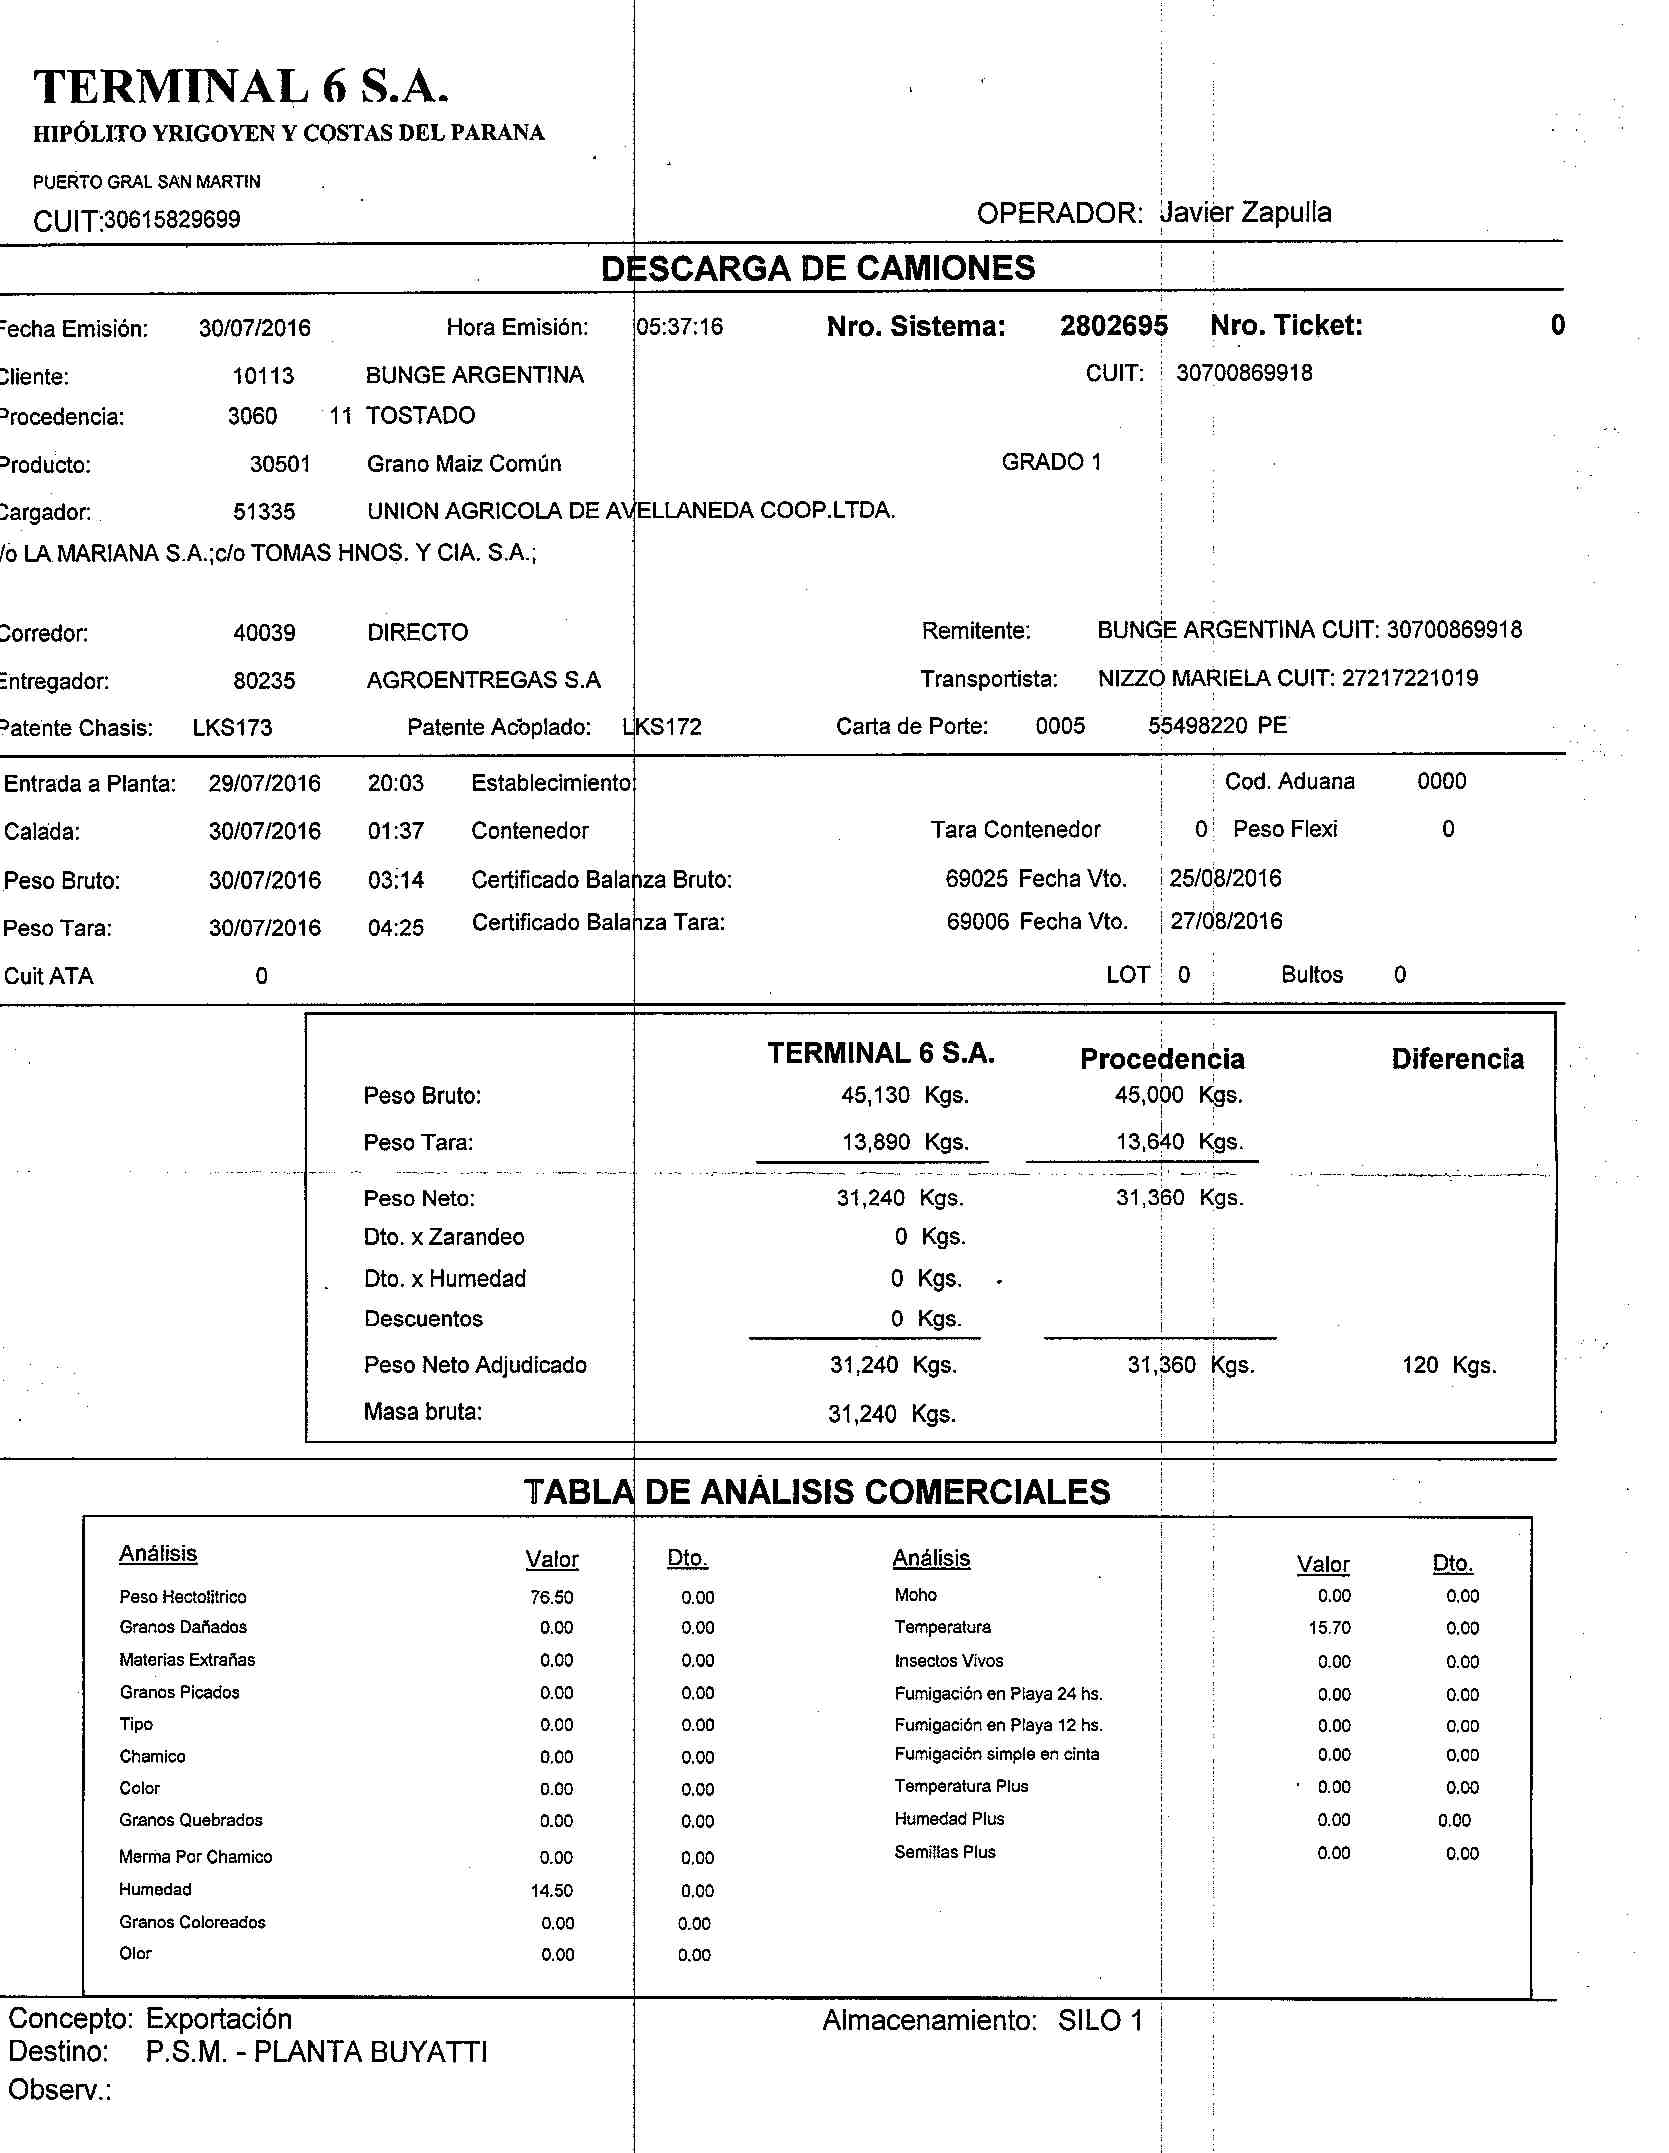 TERMINAL 6 S.A.
HIPÓLITO YRIGOYEN Y COSTAS DEL PARANA
PUERTO GRAL SAN MARTIN
CUIT:30615829699
OPERADOR: Javier Zapulla
DESCARGA DE CAMIONES
Fecha Emisión: 30/07/2016 Hora Emisión: 05:37:16 Nro. Sistema: 2802695 Nro. Ticket: 0
Cliente: 10113 BUNGE ARGENTINA CUIT: 30700869918
Procedencia: 3060 11 TOSTADO
Producto: 30501 Grano Maiz Común GRADO 1
Cargador: 51335 UNION AGRICOLA DE AVELLANEDA COOP.LTDA.
/o LA MARIANA S.A.;c/o TOMAS HNOS. Y CIA. S.A.;
Corredor: 40039 DIRECTO Remitente: BUNGE ARGENTINA CUIT: 30700869918
Entregador: 80235 AGROENTREGAS S.A Transportista: NIZZO MARIELA CUIT: 27217221019
Patente Chasis: LKS173 Patente Acoplado: LKS172 Carta de Porte: 0005 55498220 PE
Entrada a Planta: 29/07/2016 20:03 Establecimiento: Cod. Aduana 0000
Calada: 30/07/2016 01:37 Contenedor Tara Contenedor 0 Peso Flexi 0
Peso Bruto: 30/07/2016 03:14 Certificado Balanza Bruto: 69025 Fecha Vto. 25/08/2016
Peso Tara: 30/07/2016 04:25 Certificado Balanza Tara: 69006 Fecha Vto. 27/08/2016
Cuit ATA 0 LOT 0 Bultos 0
TERMINAL 6 S.A. Procedencia Diferencia
Peso Bruto: 45,130 Kgs. 45,000 Kgs.
Peso Tara: 13,890 Kgs. 13,640 Kgs.
Peso Neto: 31,240 Kgs. 31,360 Kgs.
Dto. x Zarandeo 0 Kgs.
Dto. x Humedad 0 Kgs.
Descuentos 0 Kgs.
Peso Neto Adjudicado 31,240 Kgs. 31,360 Kgs. 120 Kgs.
Masa bruta: 31,240 Kgs.
TABLA DE ANÁLISIS COMERCIALES
Análisis Valor Dto. Análisis Valor Dto.
Peso Hectolitrico 76.50 0.00 Moho 0.00 0.00
Granos Dañados 0.00 0.00 Temperatura 15.70 0.00
Materias Extrañas 0.00 0.00 Insectos Vivos 0.00 0.00
Granos Picados 0.00 0.00 Fumigación en Playa 24 hs. 0.00 0.00
Tipo 0.00 0.00 Fumigación en Playa 12 hs. 0.00 0.00
Chamico 0.00 0.00 Fumigación simple en cinta 0.00 0.00
Color 0.00 0.00 Temperatura Plus 0.00 0.00
Granos Quebrados 0.00 0.00 Humedad Plus 0.00 0.00
Merma Por Chamico 0.00 0.00 Semillas Plus 0.00 0.00
Humedad 14.50 0.00
Granos Coloreados 0.00 0.00
Olor 0.00 0.00
Concepto: Exportación Almacenamiento: SILO 1
Destino: P.S.M. - PLANTA BUYATTI
Observ.: